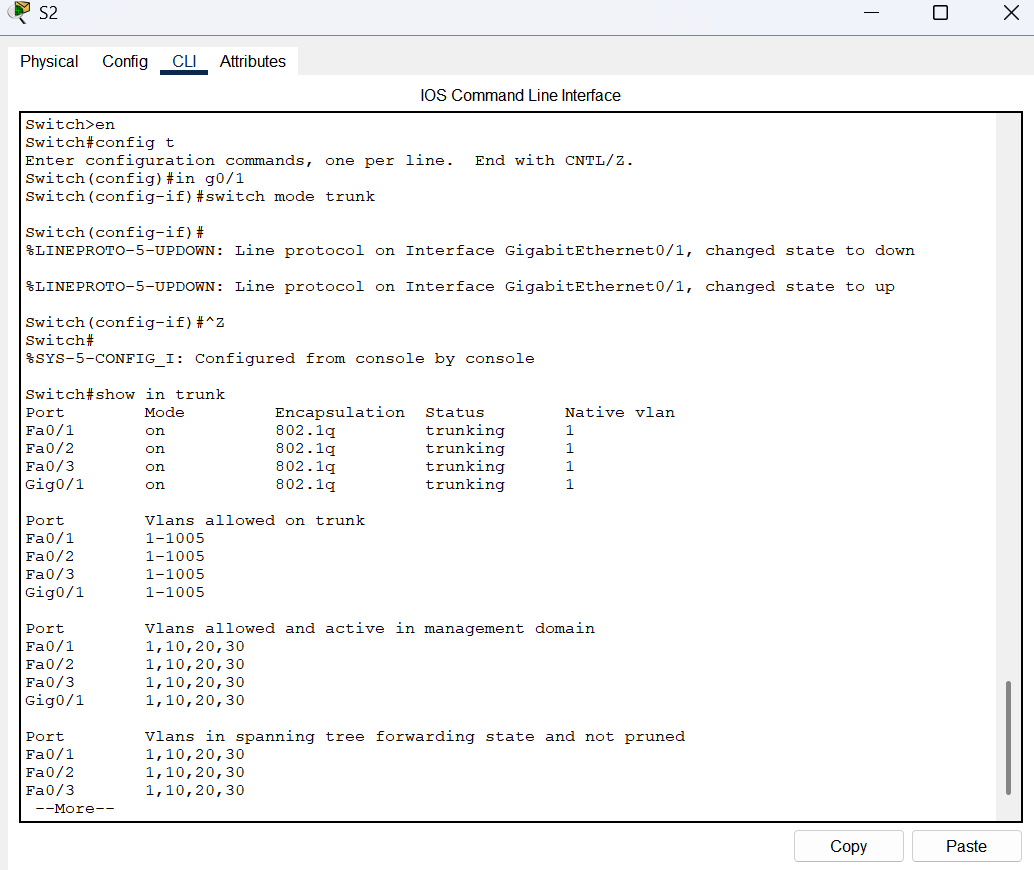 S2
Physical Config CLI Attributes
IOS Command Line Interface
Switch>en
Switch#config t
Enter configuration commands, one per line.  End with CNTL/Z.
Switch(config)#in g0/1
Switch(config-if)#switch mode trunk
Switch(config-if)#
%LINEPROTO-5-UPDOWN: Line protocol on Interface GigabitEthernet0/1, changed state to down
%LINEPROTO-5-UPDOWN: Line protocol on Interface GigabitEthernet0/1, changed state to up
Switch(config-if)#^Z
Switch#
%SYS-5-CONFIG_I: Configured from console by console
Switch#show in trunk
Port        Mode         Encapsulation  Status        Native vlan
Fa0/1       on           802.1q         trunking      1
Fa0/2       on           802.1q         trunking      1
Fa0/3       on           802.1q         trunking      1
Gig0/1      on           802.1q         trunking      1
Port        Vlans allowed on trunk
Fa0/1       1-1005
Fa0/2       1-1005
Fa0/3       1-1005
Gig0/1      1-1005
Port        Vlans allowed and active in management domain
Fa0/1       1,10,20,30
Fa0/2       1,10,20,30
Fa0/3       1,10,20,30
Gig0/1      1,10,20,30
Port        Vlans in spanning tree forwarding state and not pruned
Fa0/1       1,10,20,30
Fa0/2       1,10,20,30
Fa0/3       1,10,20,30
--More--
Copy Paste